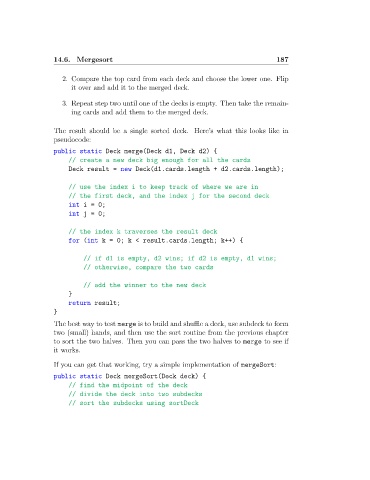 14.6. Mergesort 187
2. Compare the top card from each deck and choose the lower one. Flip
it over and add it to the merged deck.
3. Repeat step two until one of the decks is empty. Then take the remain-
ing cards and add them to the merged deck.
The result should be a single sorted deck. Here's what this looks like in
pseudocode:
public static Deck merge(Deck d1, Deck d2) {
// create a new deck big enough for all the cards
Deck result = new Deck(d1.cards.length + d2.cards.length);
// use the index i to keep track of where we are in
// the first deck, and the index j for the second deck
int i = 0;
int j = 0;
// the index k traverses the result deck
for (int k = 0; k < result.cards.length; k++) {
// if d1 is empty, d2 wins; if d2 is empty, d1 wins;
// otherwise, compare the two cards
// add the winner to the new deck
}
return result;
}
The best way to test merge is to build and shuffle a deck, use subdeck to form
two (small) hands, and then use the sort routine from the previous chapter
to sort the two halves. Then you can pass the two halves to merge to see if
it works.
If you can get that working, try a simple implementation of mergeSort:
public static Deck mergeSort(Deck deck) {
// find the midpoint of the deck
// divide the deck into two subdecks
// sort the subdecks using sortDeck